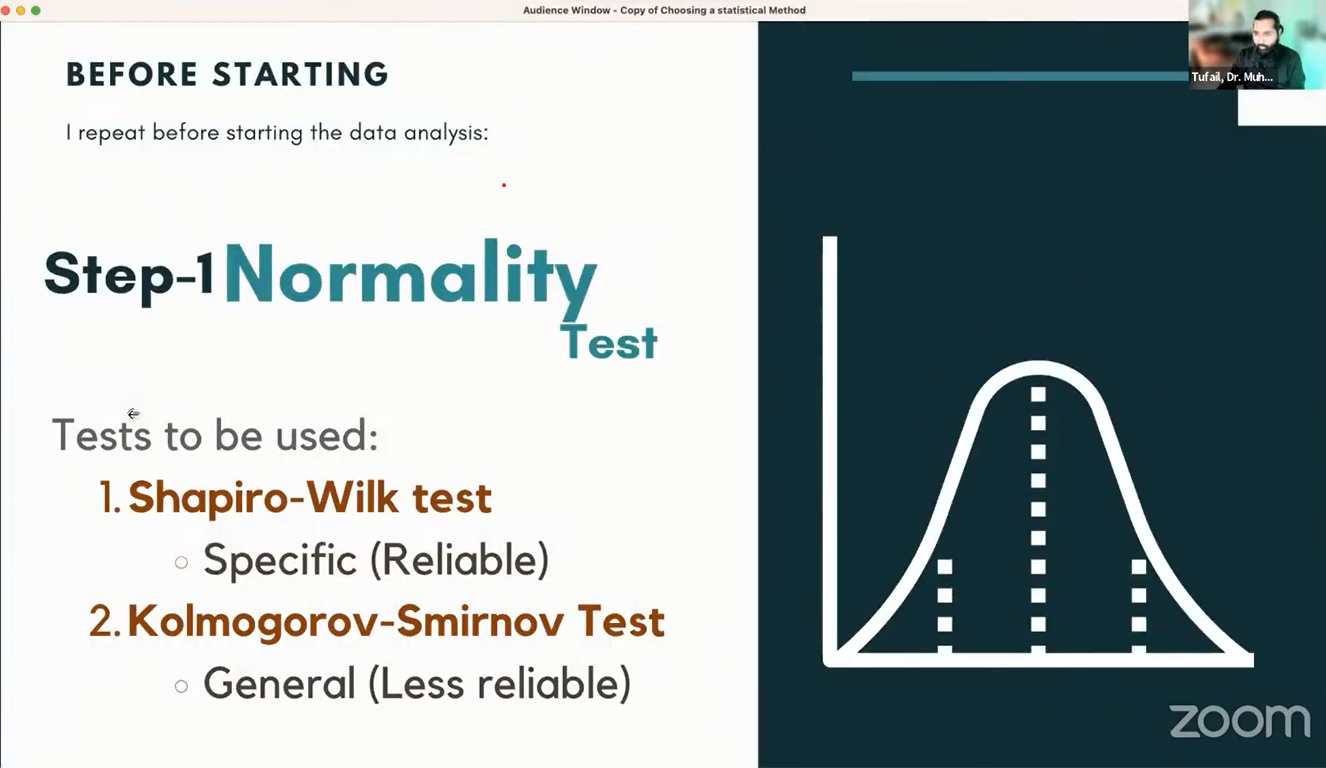 Audience Window - Copy of Choosing a statistical Method
BEFORE STARTING
I repeat before starting the data analysis:
Step-1 Normality
Test
Tests to be used:
1. Shapiro-Wilk test
Specific (Reliable)
2. Kolmogorov-Smirnov Test
General (Less reliable)
Tufail, Dr. Muh...
zoom